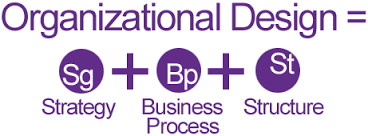 Organizational Design =
Sg + Bp + St
Strategy Business Structure
Process